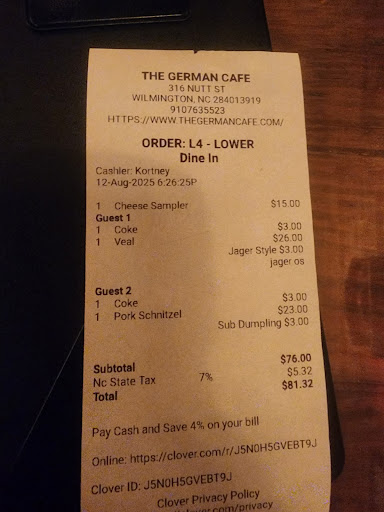 THE GERMAN CAFE
316 NUTT ST
WILMINGTON, NC 284013919
9107635523
HTTPS://WWW.THEGERMANCAFE.COM/
ORDER: L4 - LOWER
Dine In
Cashier: Kortney
12-Aug-2025 6:26:25P
1 Cheese Sampler $15.00
Guest 1
1 Coke $3.00
1 Veal $26.00
Jager Style $3.00
jager os
Guest 2
1 Coke $3.00
1 Pork Schnitzel $23.00
Sub Dumpling $3.00
Subtotal $76.00
Nc State Tax 7% $5.32
Total $81.32
Pay Cash and Save 4% on your bill
Online: https://clover.com/r/J5N0H5GVEBT9J
Clover ID: J5N0H5GVEBT9J
Clover Privacy Policy
clover.com/privacy